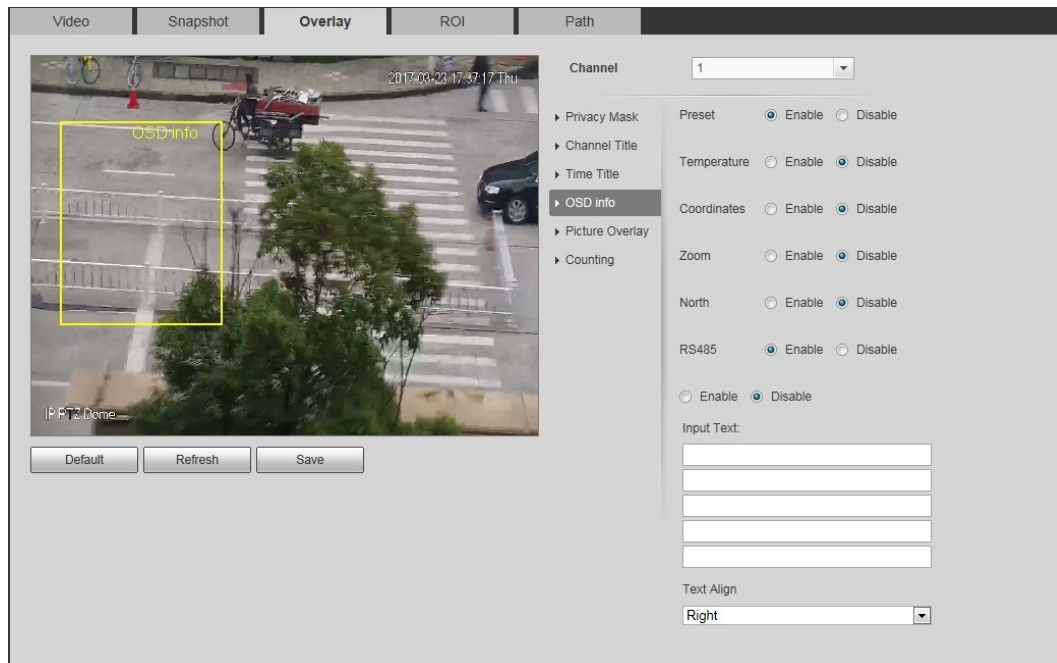 Video Snapshot Overlay ROI Path
2017-03-23 17:37:17 Thu
OSD info
IP PTZ Dome
Default Refresh Save
Channel 1
Privacy Mask
Channel Title
Time Title
OSD info
Picture Overlay
Counting
Preset Enable Disable
Temperature Enable Disable
Coordinates Enable Disable
Zoom Enable Disable
North Enable Disable
RS485 Enable Disable
Enable Disable
Input Text:
Text Align
Right